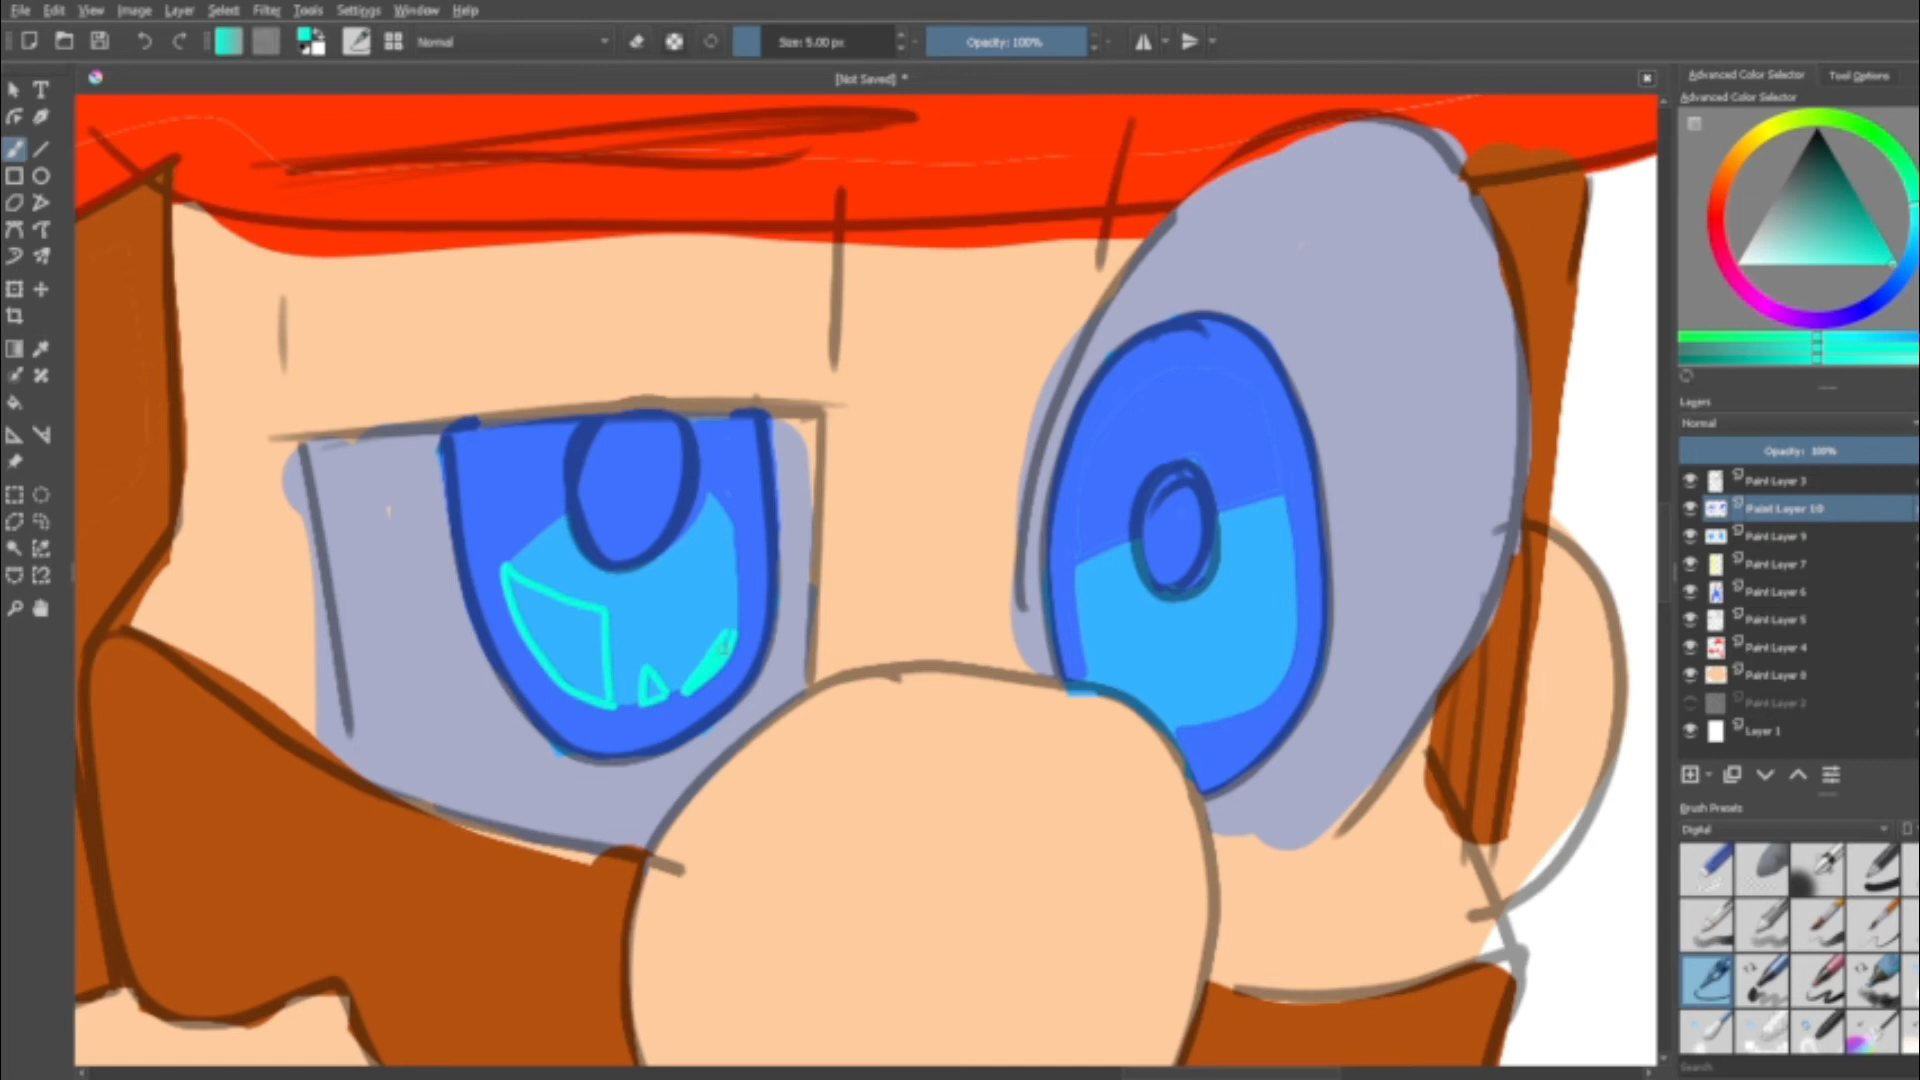 File Edit View Image Layer Select Filter Tools Settings Window Help
Normal
Size: 5.00 px
Opacity: 100%
[Not Saved] *
Advanced Color Selector
Tool Options
Advanced Color Selector
Layers
Normal
Opacity: 100%
Paint Layer 3
Paint Layer 10
Paint Layer 9
Paint Layer 7
Paint Layer 6
Paint Layer 5
Paint Layer 4
Paint Layer 8
Paint Layer 2
Layer 1
Brush Presets
Digital
Search